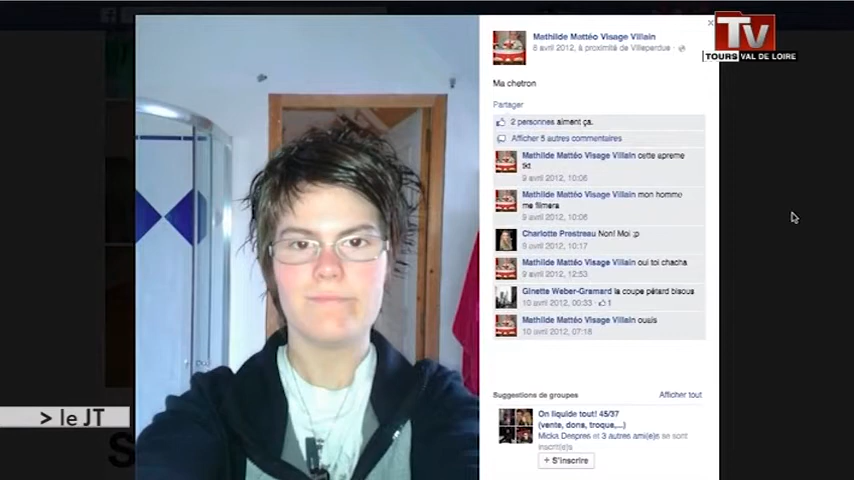 Mathilde Mattéo Visage Villain
8 avril 2012, à proximité de Villeperdue ·
Tv
TOURS VAL DE LOIRE
Ma chetron
Partager
2 personnes aiment ça.
Afficher 5 autres commentaires
Mathilde Mattéo Visage Villain cette apreme
tkt
9 avril 2012, 10:06
Mathilde Mattéo Visage Villain mon homme
me filmera
9 avril 2012, 10:06
Charlotte Prestreau Non! Moi ;p
9 avril 2012, 10:17
Mathilde Mattéo Visage Villain oui toi chacha
9 avril 2012, 12:53
Ginette Weber-Gramard la coupe pétard bisous
10 avril 2012, 00:33 · 1
Mathilde Mattéo Visage Villain ouais
10 avril 2012, 07:18
Suggestions de groupes Afficher tout
On liquide tout! 45/37
(vente, dons, troque,...)
Micka Despres et 3 autres ami(e)s se sont
inscrit(e)s
+ S'inscrire
> le JT